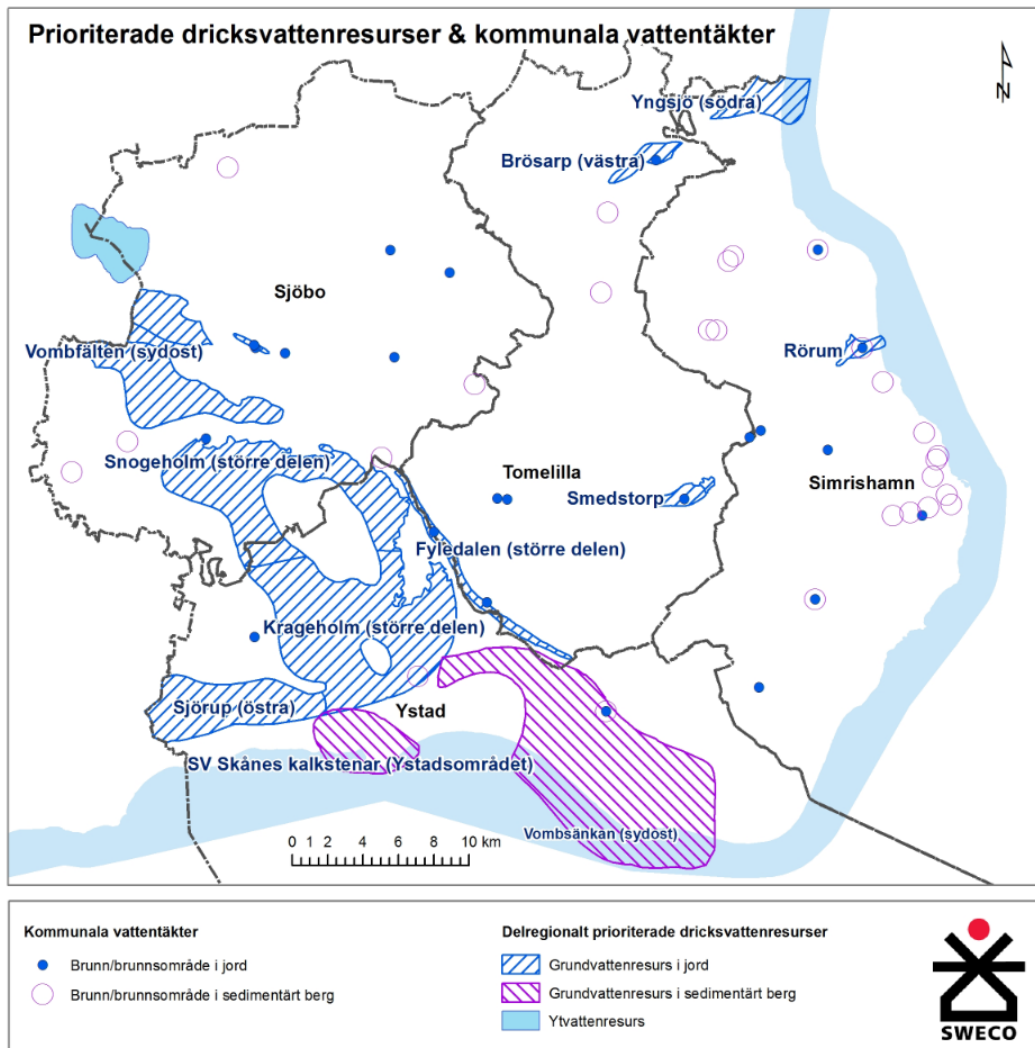 Prioriterade dricksvattenresurser & kommunala vattentäkter
Z
Yngsjö (södra)
Brösarp (västra)
Sjöbo
Vombfälten (sydost)
Rörum
Snogeholm (större delen)
Tomelilla
Smedstorp
Simrishamn
Fyledalen (större delen)
Krageholm (större delen)
Sjörup (östra)
Ystad
SV Skånes kalkstenar (Ystadsområdet)
Vombsänkan (sydost)
0 1 2 4 6 8 10 km
Kommunala vattentäkter
Brunn/brunnsområde i jord
Brunn/brunnsområde i sedimentärt berg
Delregionalt prioriterade dricksvattenresurser
Grundvattenresurs i jord
Grundvattenresurs i sedimentärt berg
Ytvattenresurs
SWECO